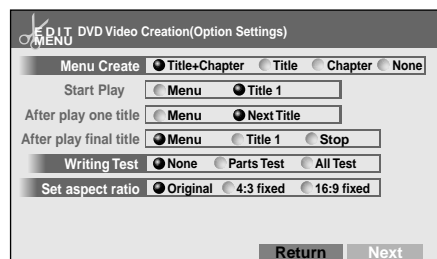 EDIT MENU DVD Video Creation(Option Settings)
Menu Create Title+Chapter Title Chapter None
Start Play Menu Title 1
After play one title Menu Next Title
After play final title Menu Title 1 Stop
Writing Test None Parts Test All Test
Set aspect ratio Original 4:3 fixed 16:9 fixed
Return Next